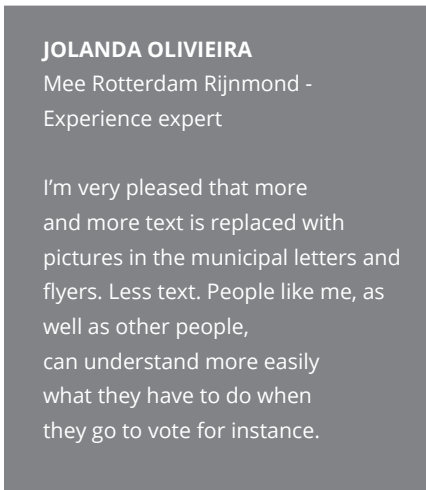 JOLANDA OLIVIEIRA
Mee Rotterdam Rijnmond -
Experience expert
I’m very pleased that more
and more text is replaced with
pictures in the municipal letters and
flyers. Less text. People like me, as
well as other people,
can understand more easily
what they have to do when
they go to vote for instance.